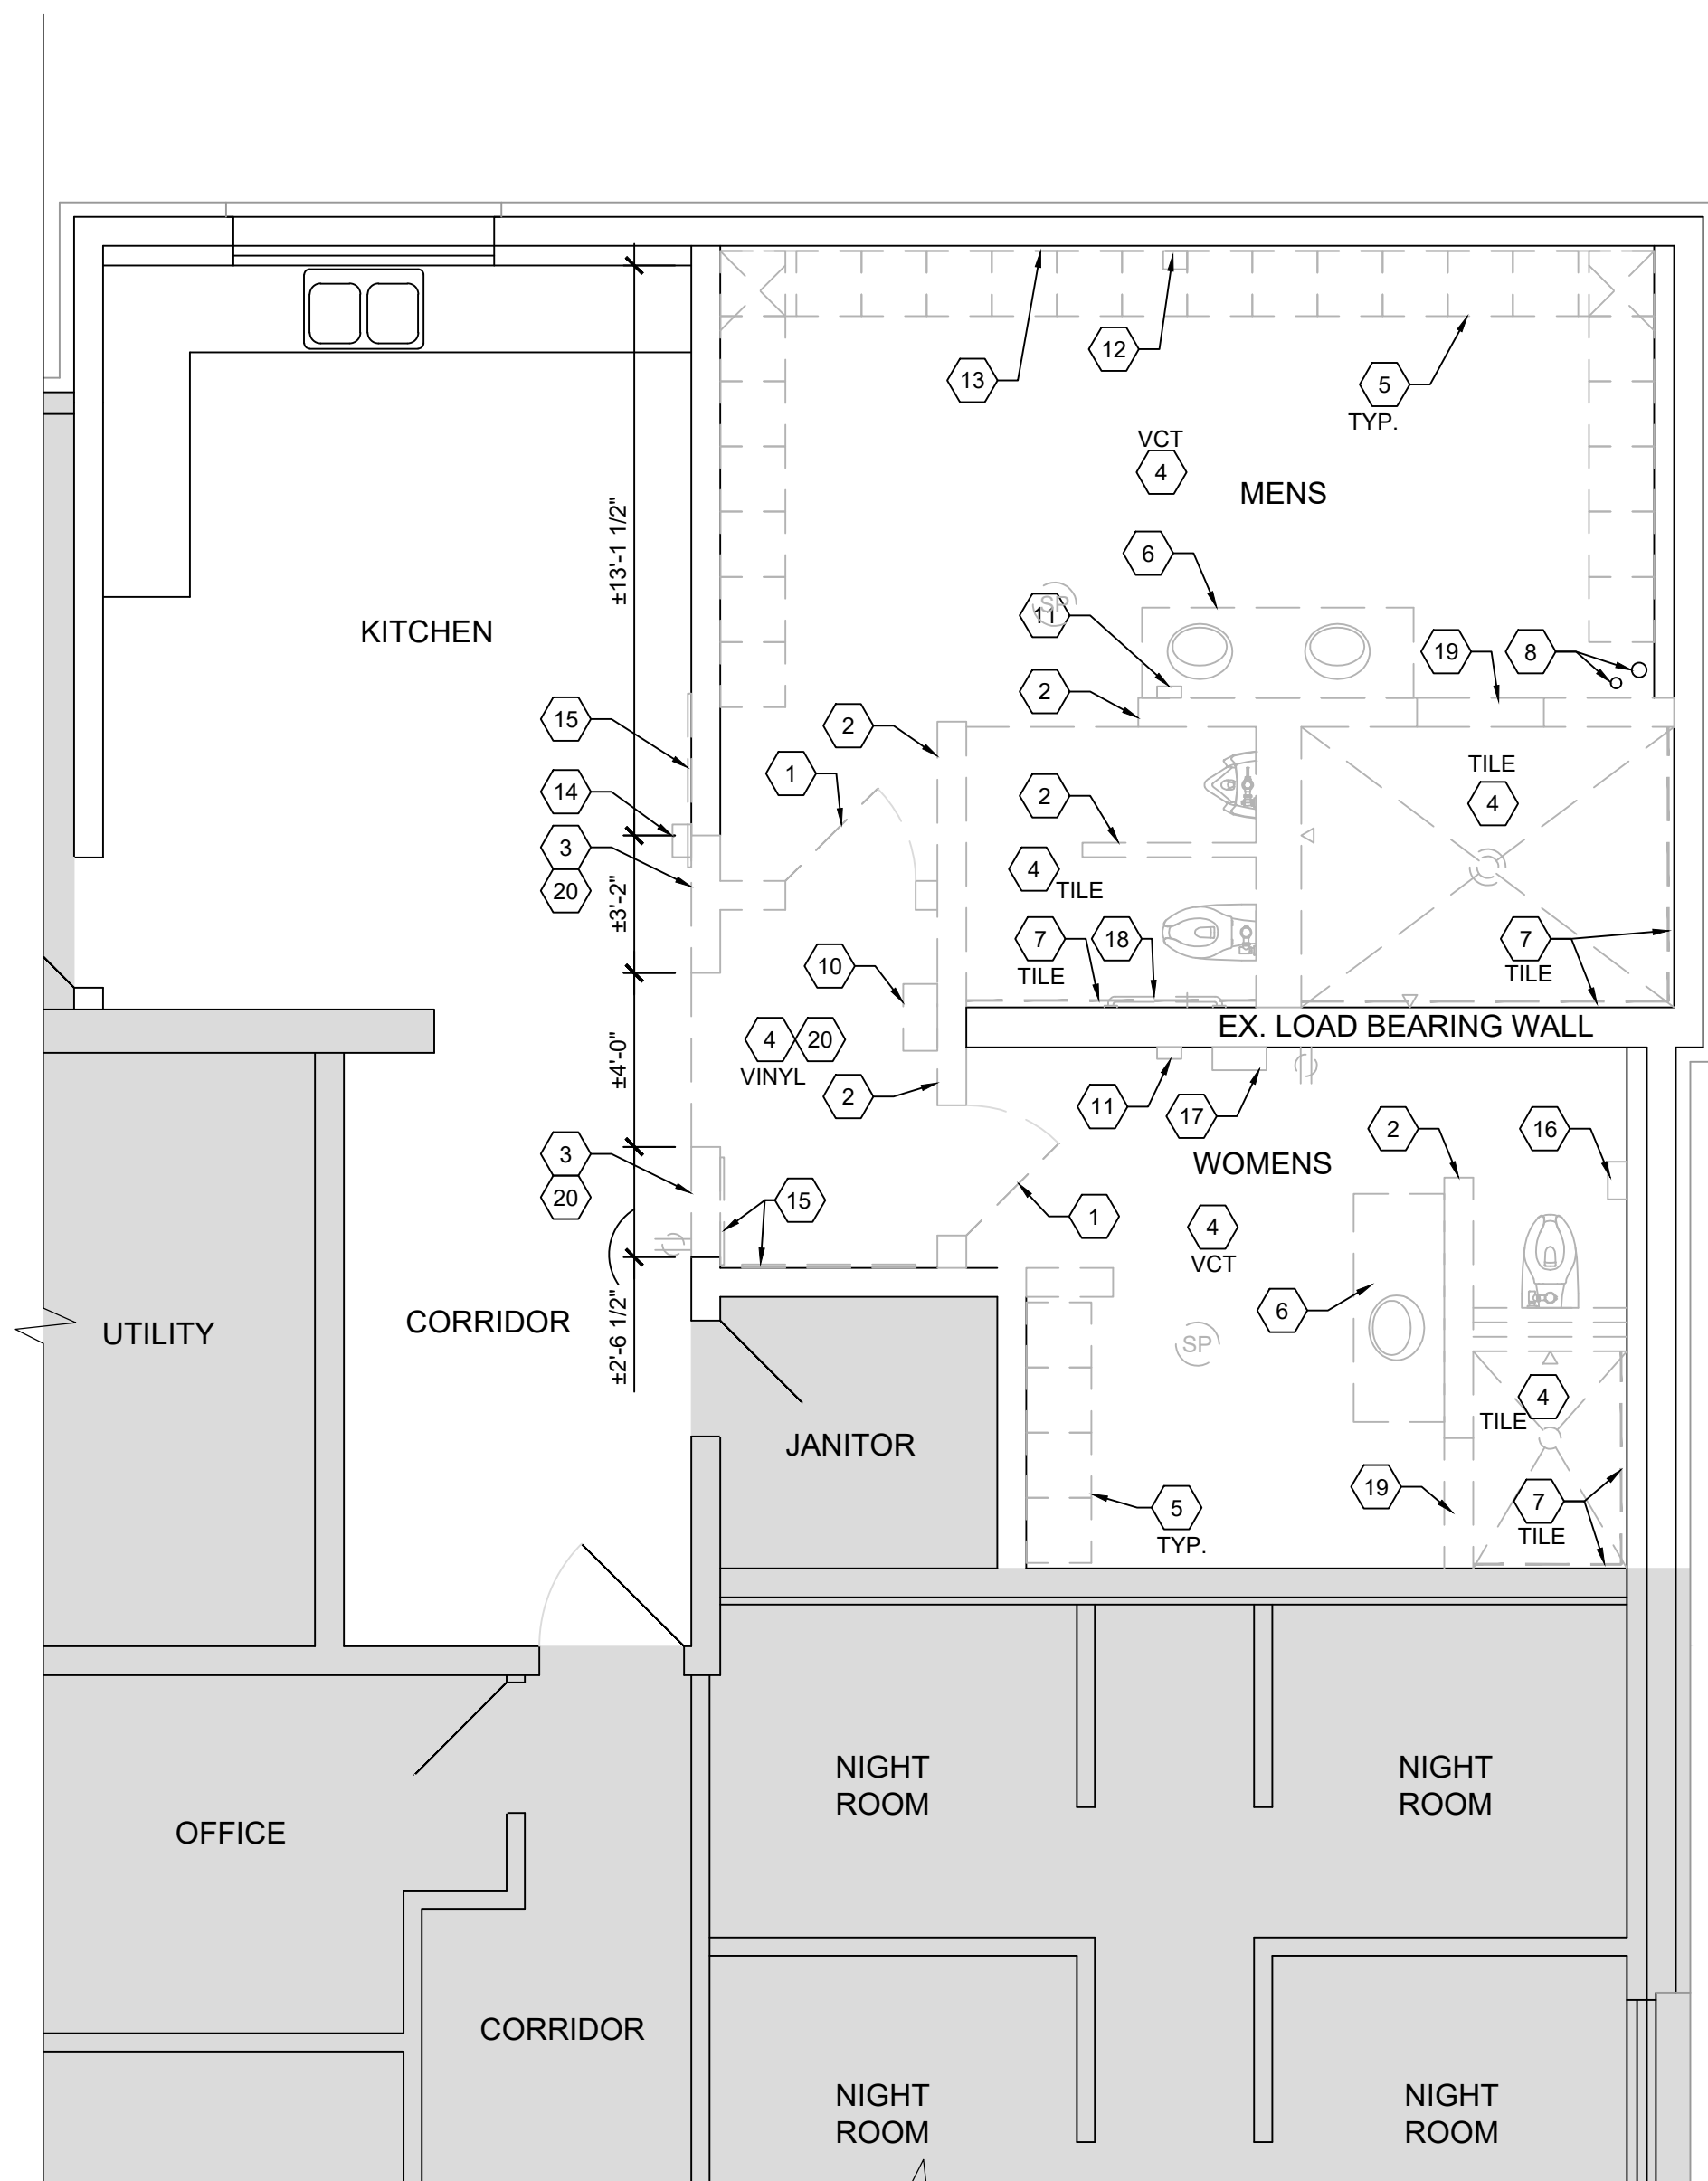 13
12
5
TYP.
VCT
4
MENS
±13'-1 1/2"
6
KITCHEN
SP
11
19
8
2
15
2
1
TILE
4
14
2
3
20
±3'-2"
4
TILE
7
TILE
18
7
TILE
10
EX. LOAD BEARING WALL
4
20
VINYL
±4'-0"
2
11
17
2
16
3
20
WOMENS
15
1
4
VCT
6
CORRIDOR
UTILITY
±2'-6 1/2"
SP
4
TILE
JANITOR
19
7
TILE
5
TYP.
NIGHT
ROOM
NIGHT
ROOM
OFFICE
CORRIDOR
NIGHT
ROOM
NIGHT
ROOM